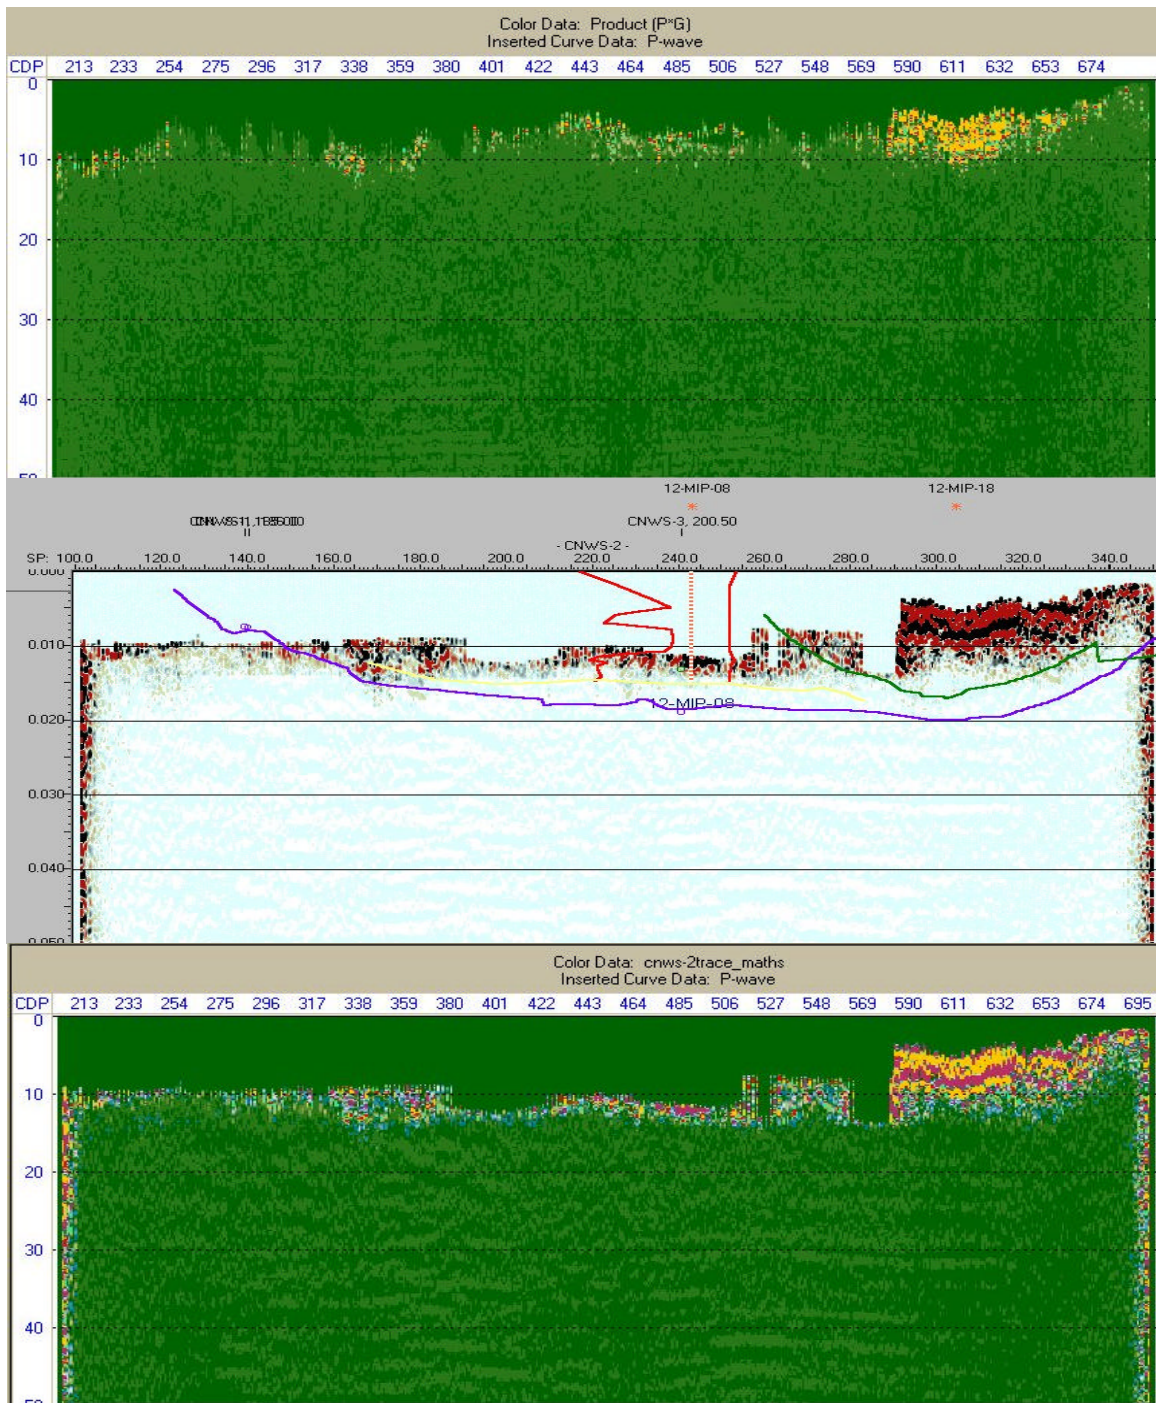 Color Data: Product (P*G)
Inserted Curve Data: P-wave
CDP 213 233 254 275 296 317 338 359 380 401 422 443 464 485 506 527 548 569 590 611 632 653 674
0
10
20
30
40
12-MIP-08 12-MIP-18
CNWS-3, 200.50
- CNWS-2 -
SP: 100.0 120.0 140.0 160.0 180.0 200.0 220.0 240.0 260.0 280.0 300.0 320.0 340.0
0.000
0.010
12-MIP-08
0.020
0.030
0.040
0.050
Color Data: cnws-2trace_maths
Inserted Curve Data: P-wave
CDP 213 233 254 275 296 317 338 359 380 401 422 443 464 485 506 527 548 569 590 611 632 653 674 695
0
10
20
30
40